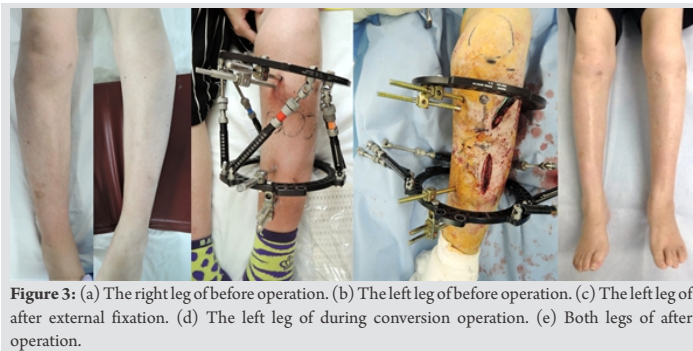 Figure 3: (a) The right leg of before operation. (b) The left leg of before operation. (c) The left leg of
after external fixation. (d) The left leg of during conversion operation. (e) Both legs of after
operation.